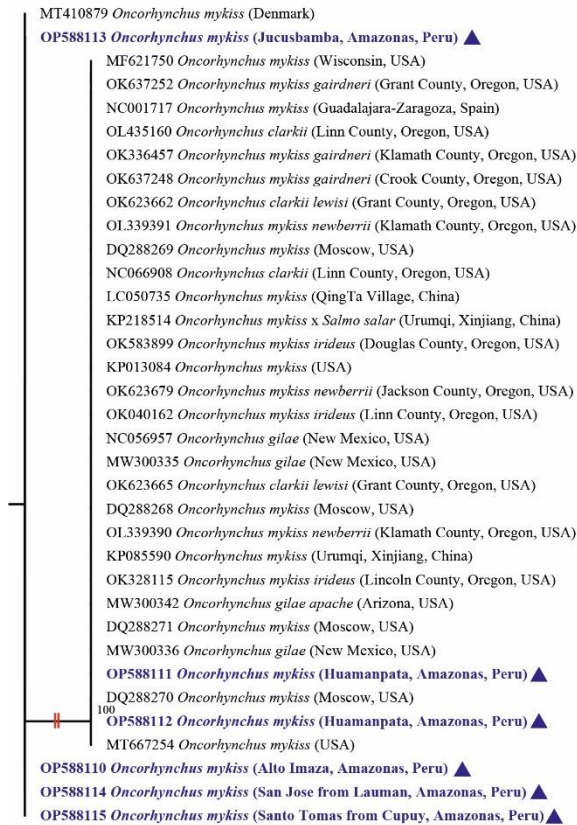 MT410879 Oncorhynchus mykiss (Denmark)
OP588113 Oncorhynchus mykiss (Jucusbamba, Amazonas, Peru)
MF621750 Oncorhynchus mykiss (Wisconsin, USA)
OK637252 Oncorhynchus mykiss gairdneri (Grant County, Oregon, USA)
NC001717 Oncorhynchus mykiss (Guadalajara-Zaragoza, Spain)
OL435160 Oncorhynchus clarkii (Linn County, Oregon, USA)
OK336457 Oncorhynchus mykiss gairdneri (Klamath County, Oregon, USA)
OK637248 Oncorhynchus mykiss gairdneri (Crook County, Oregon, USA)
OK623662 Oncorhynchus clarkii lewisi (Grant County, Oregon, USA)
OL339391 Oncorhynchus mykiss newberrii (Klamath County, Oregon, USA)
DQ288269 Oncorhynchus mykiss (Moscow, USA)
NC066908 Oncorhynchus clarkii (Linn County, Oregon, USA)
LC050735 Oncorhynchus mykiss (QingTa Village, China)
KP218514 Oncorhynchus mykiss x Salmo salar (Urumqi, Xinjiang, China)
OK583899 Oncorhynchus mykiss irideus (Douglas County, Oregon, USA)
KP013084 Oncorhynchus mykiss (USA)
OK623679 Oncorhynchus mykiss newberrii (Jackson County, Oregon, USA)
OK040162 Oncorhynchus mykiss irideus (Linn County, Oregon, USA)
NC056957 Oncorhynchus gilae (New Mexico, USA)
MW300335 Oncorhynchus gilae (New Mexico, USA)
OK623665 Oncorhynchus clarkii lewisi (Grant County, Oregon, USA)
DQ288268 Oncorhynchus mykiss (Moscow, USA)
OL339390 Oncorhynchus mykiss newberrii (Klamath County, Oregon, USA)
KP085590 Oncorhynchus mykiss (Urumqi, Xinjiang, China)
OK328115 Oncorhynchus mykiss irideus (Lincoln County, Oregon, USA)
MW300342 Oncorhynchus gilae apache (Arizona, USA)
DQ288271 Oncorhynchus mykiss (Moscow, USA)
MW300336 Oncorhynchus gilae (New Mexico, USA)
OP588111 Oncorhynchus mykiss (Huamanpata, Amazonas, Peru)
DQ288270 Oncorhynchus mykiss (Moscow, USA)
100
OP588112 Oncorhynchus mykiss (Huamanpata, Amazonas, Peru)
MT667254 Oncorhynchus mykiss (USA)
OP588110 Oncorhynchus mykiss (Alto Imaza, Amazonas, Peru)
OP588114 Oncorhynchus mykiss (San Jose from Lauman, Amazonas, Peru)
OP588115 Oncorhynchus mykiss (Santo Tomas from Cupuy, Amazonas, Peru)